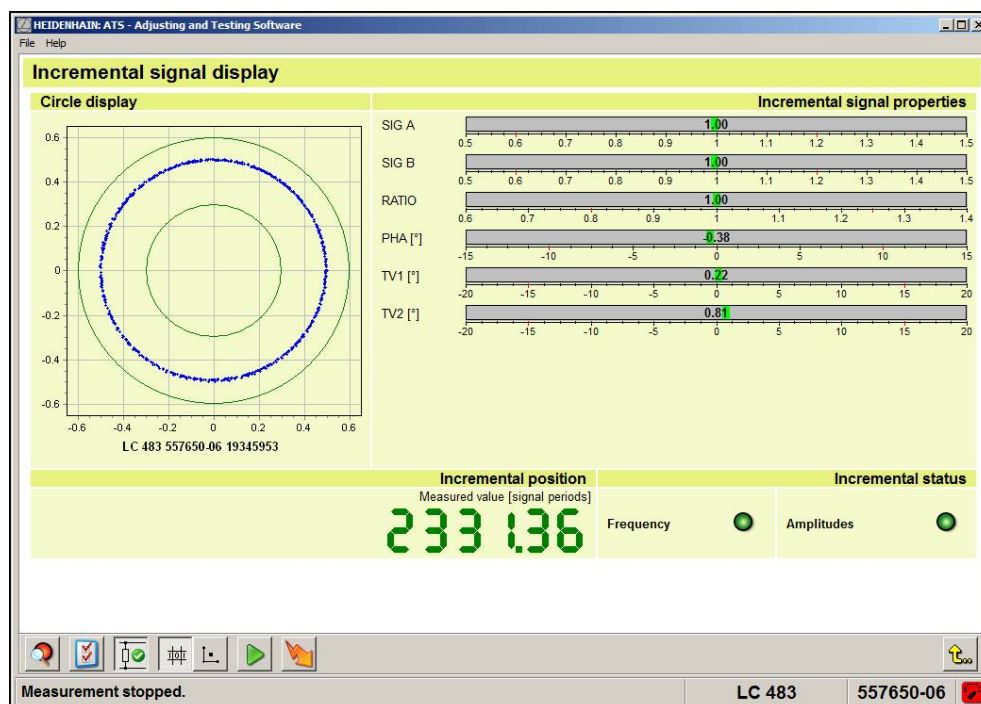 HEIDENHAIN: ATS - Adjusting and Testing Software
File Help
Incremental signal display
Circle display
Incremental signal properties
0.6
0.4
0.2
0
-0.2
-0.4
-0.6
-0.6 -0.4 -0.2 0 0.2 0.4 0.6
LC 483 557650-06 19345953
SIG A 1.00
0.5 0.6 0.7 0.8 0.9 1 1.1 1.2 1.3 1.4 1.5
SIG B 1.00
0.5 0.6 0.7 0.8 0.9 1 1.1 1.2 1.3 1.4 1.5
RATIO 1.00
0.6 0.7 0.8 0.9 1 1.1 1.2 1.3 1.4
PHA [°] -0.38
-15 -10 -5 0 5 10 15
TV1 [°] 0.22
-20 -15 -10 -5 0 5 10 15 20
TV2 [°] 0.81
-20 -15 -10 -5 0 5 10 15 20
Incremental position
Measured value [signal periods]
2331.36
Incremental status
Frequency Amplitudes
Measurement stopped. LC 483 557650-06